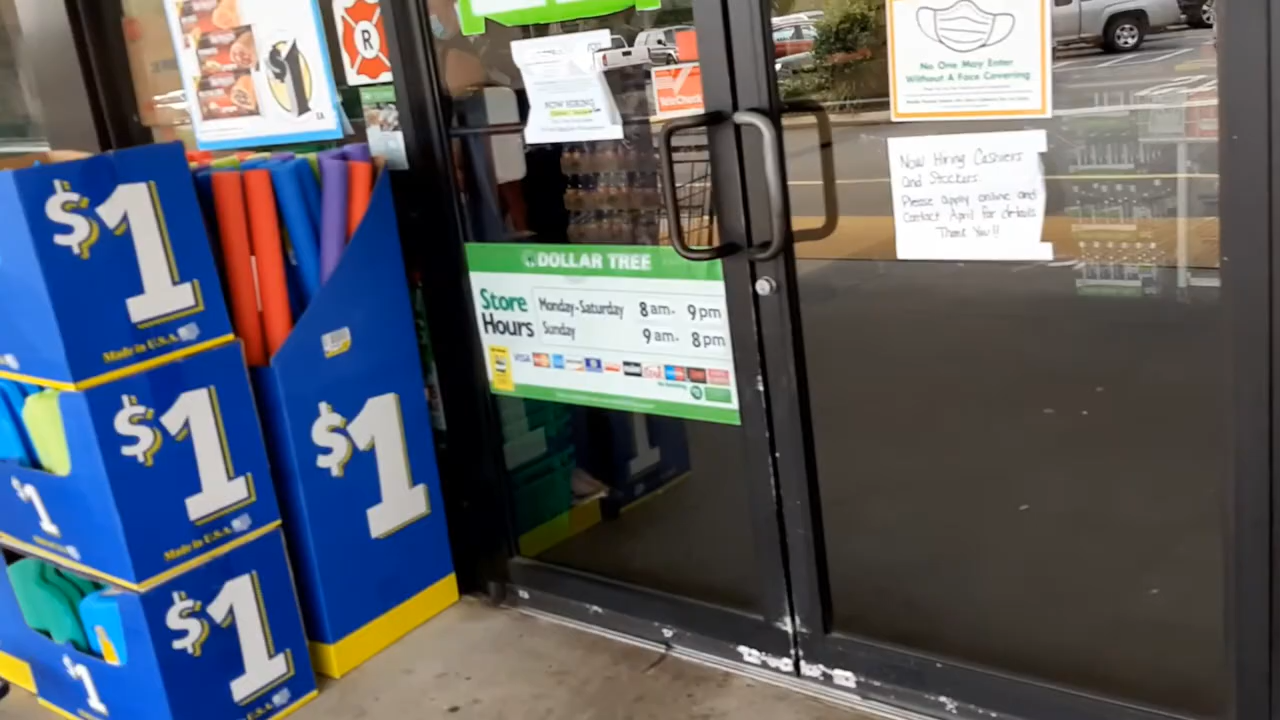 $1
Made in U.S.A.
$1
Made in U.S.A.
$1
$1
$1
$1
R
NOW HIRING
DOLLAR TREE
Store
Hours
Monday-Saturday 8am- 9pm
Sunday 9am- 8pm
VISA
No One May Enter
Without A Face Covering
Now Hiring Cashiers
and Stockers.
Please apply online and
Contact April for details
Thank You!!